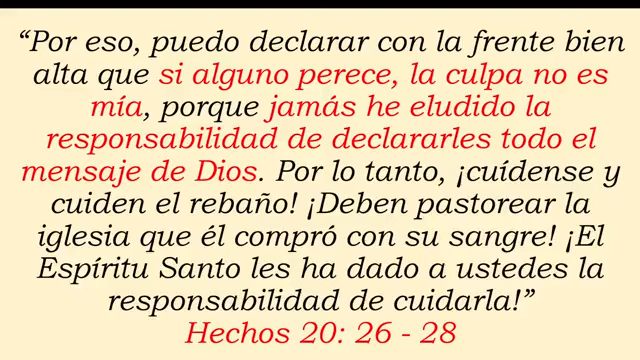 “Por eso, puedo declarar con la frente bien
alta que si alguno perece, la culpa no es
mía, porque jamás he eludido la
responsabilidad de declararles todo el
mensaje de Dios. Por lo tanto, ¡cuídense y
cuiden el rebaño! ¡Deben pastorear la
iglesia que él compró con su sangre! ¡El
Espíritu Santo les ha dado a ustedes la
responsabilidad de cuidarla!”
Hechos 20: 26 - 28